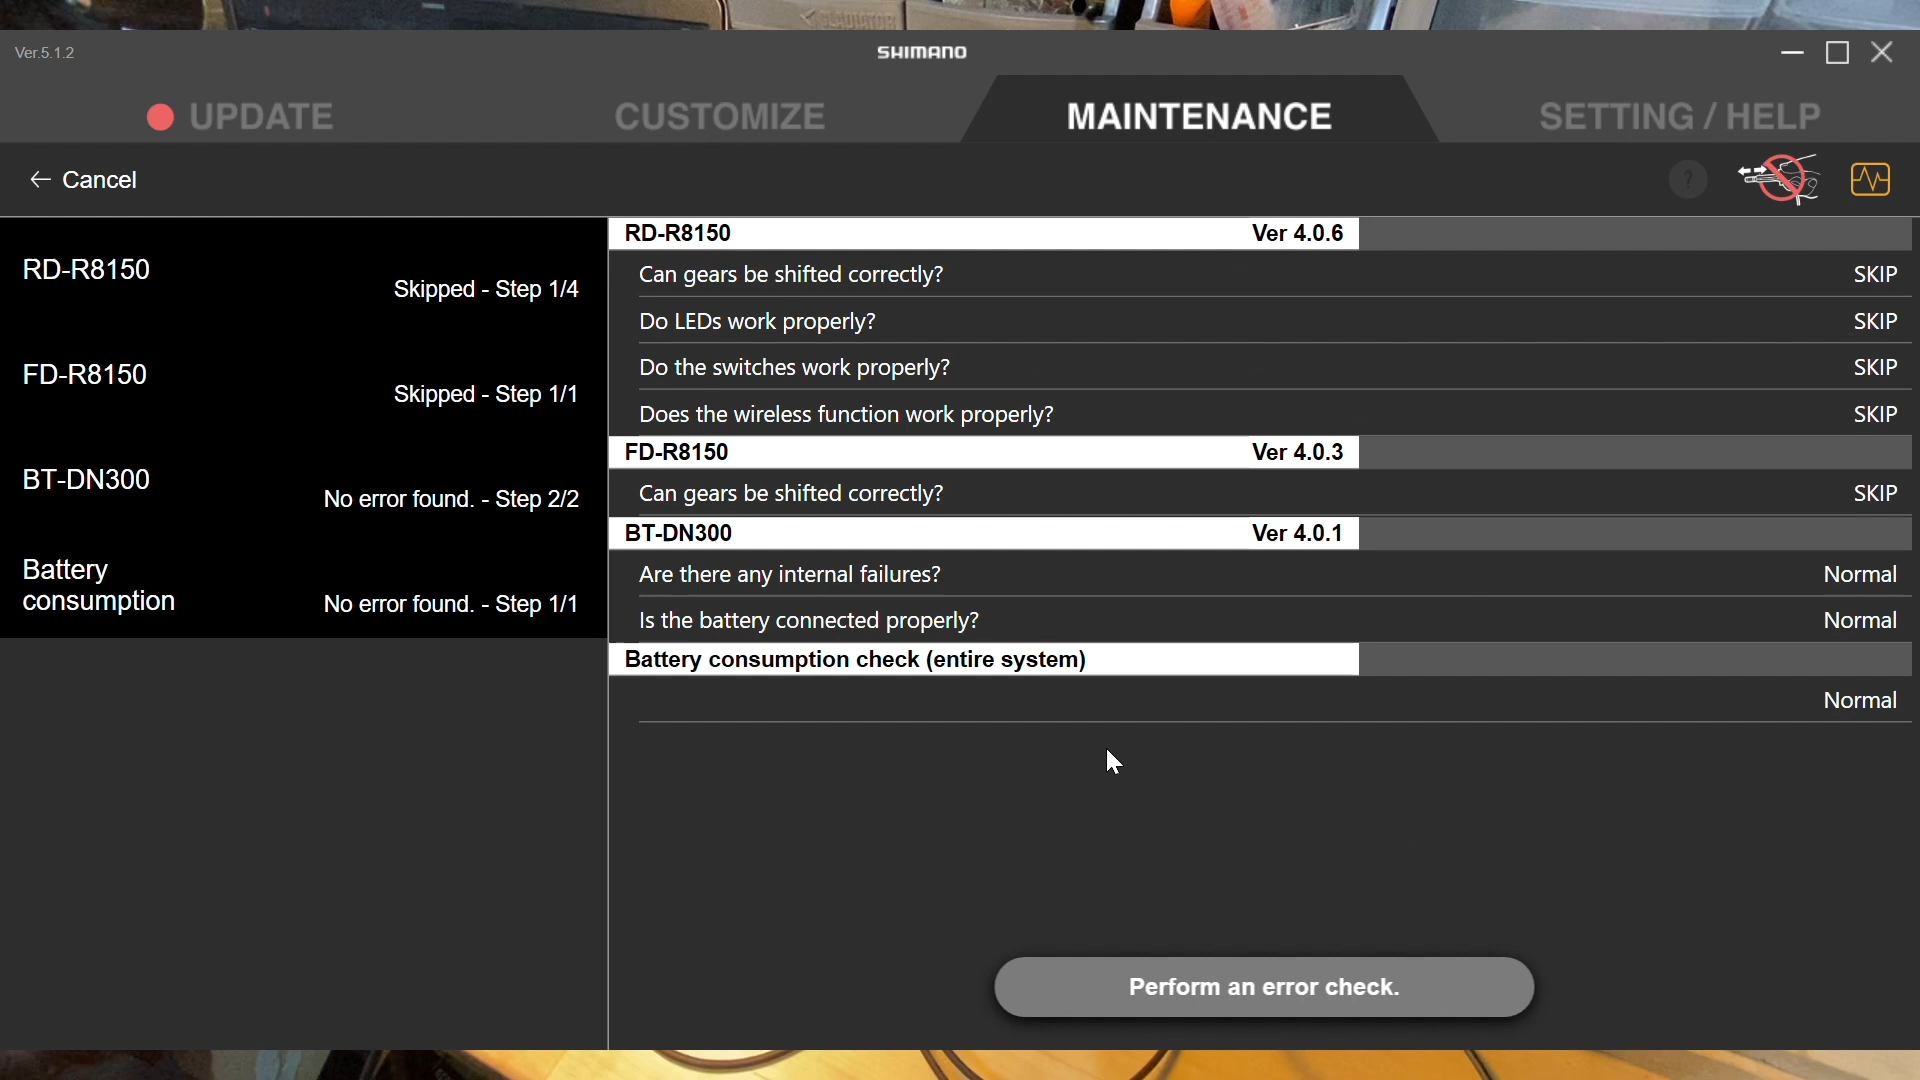 GLADIATOR
Ver.5.1.2
SHIMANO
UPDATE
CUSTOMIZE
MAINTENANCE
SETTING / HELP
← Cancel
?
RD-R8150
Skipped - Step 1/4
FD-R8150
Skipped - Step 1/1
BT-DN300
No error found. - Step 2/2
Battery
consumption
No error found. - Step 1/1
RD-R8150 Ver 4.0.6
Can gears be shifted correctly? SKIP
Do LEDs work properly? SKIP
Do the switches work properly? SKIP
Does the wireless function work properly? SKIP
FD-R8150 Ver 4.0.3
Can gears be shifted correctly? SKIP
BT-DN300 Ver 4.0.1
Are there any internal failures? Normal
Is the battery connected properly? Normal
Battery consumption check (entire system)
Normal
Perform an error check.